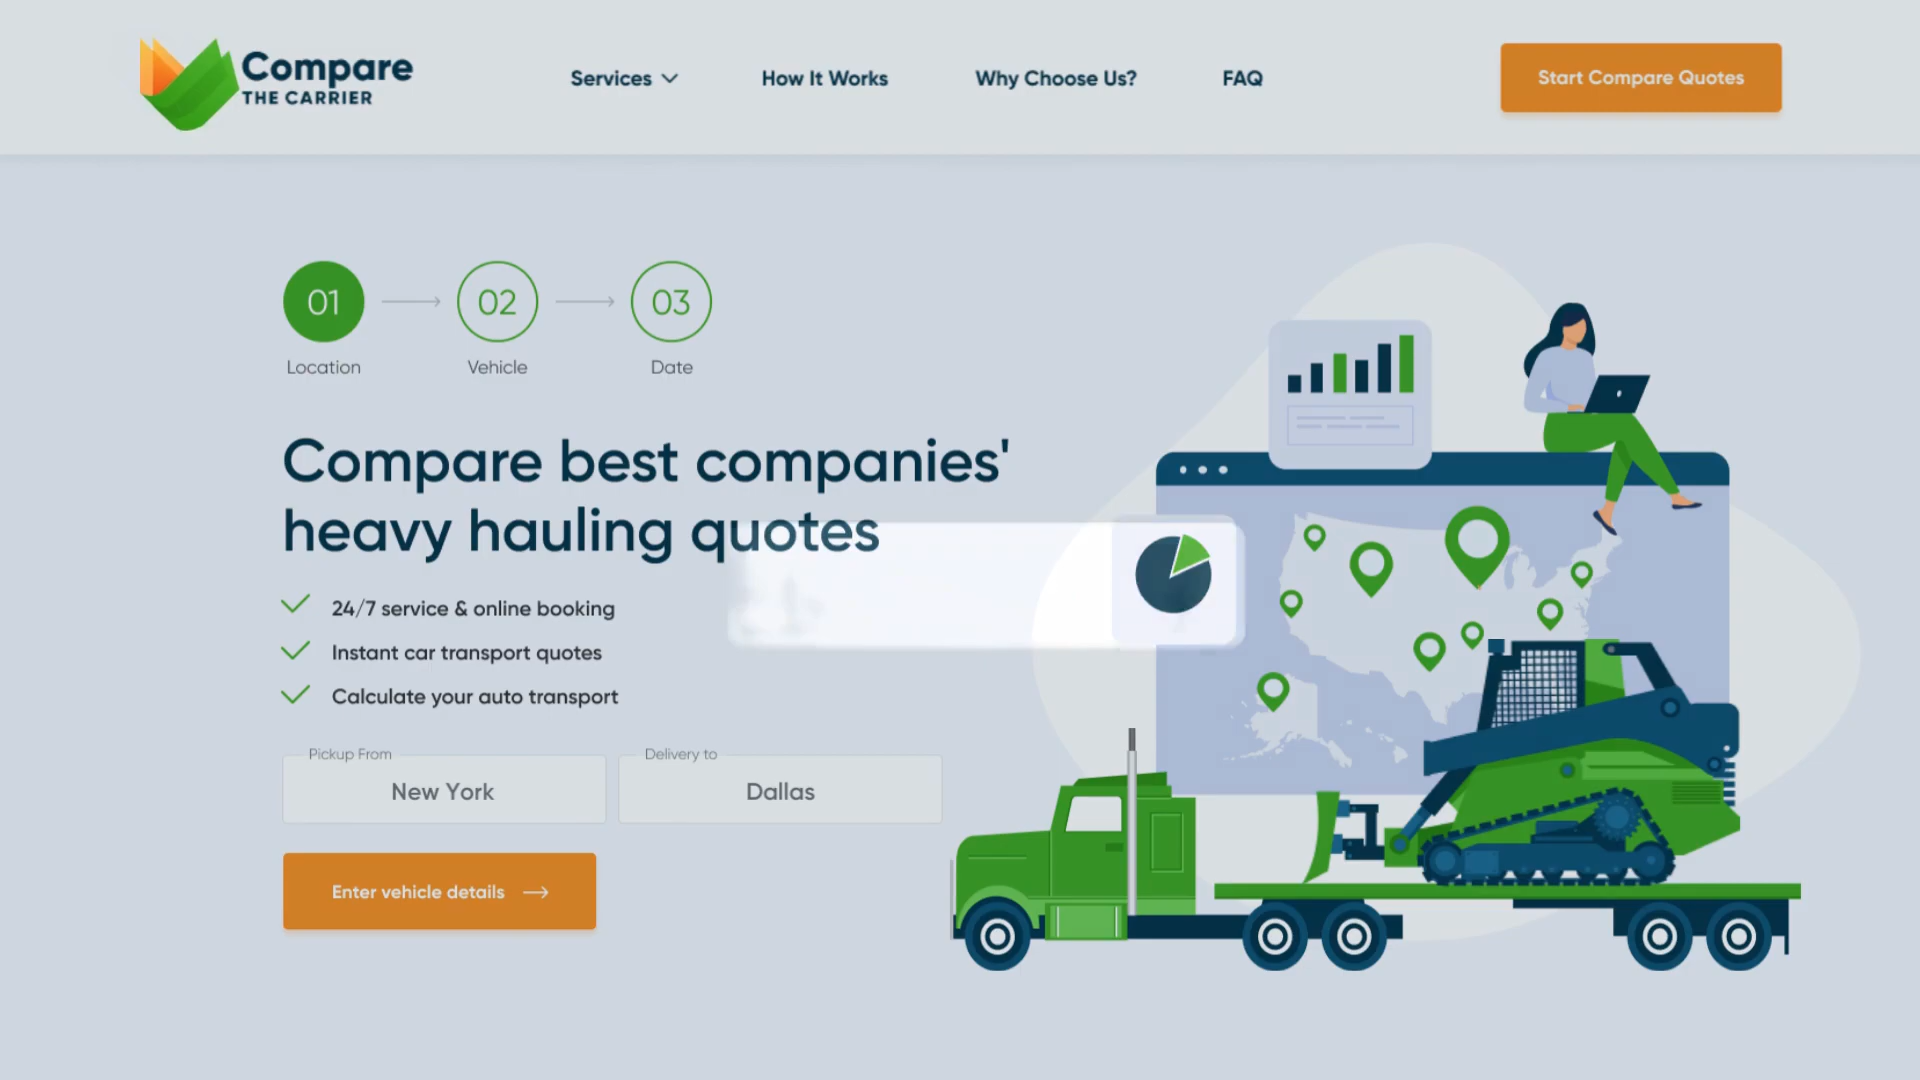 Compare
THE CARRIER
Services
How It Works
Why Choose Us?
FAQ
Start Compare Quotes
01
02
03
Location
Vehicle
Date
Compare best companies'
heavy hauling quotes
24/7 service & online booking
Instant car transport quotes
Calculate your auto transport
Pickup From
New York
Delivery to
Dallas
Enter vehicle details